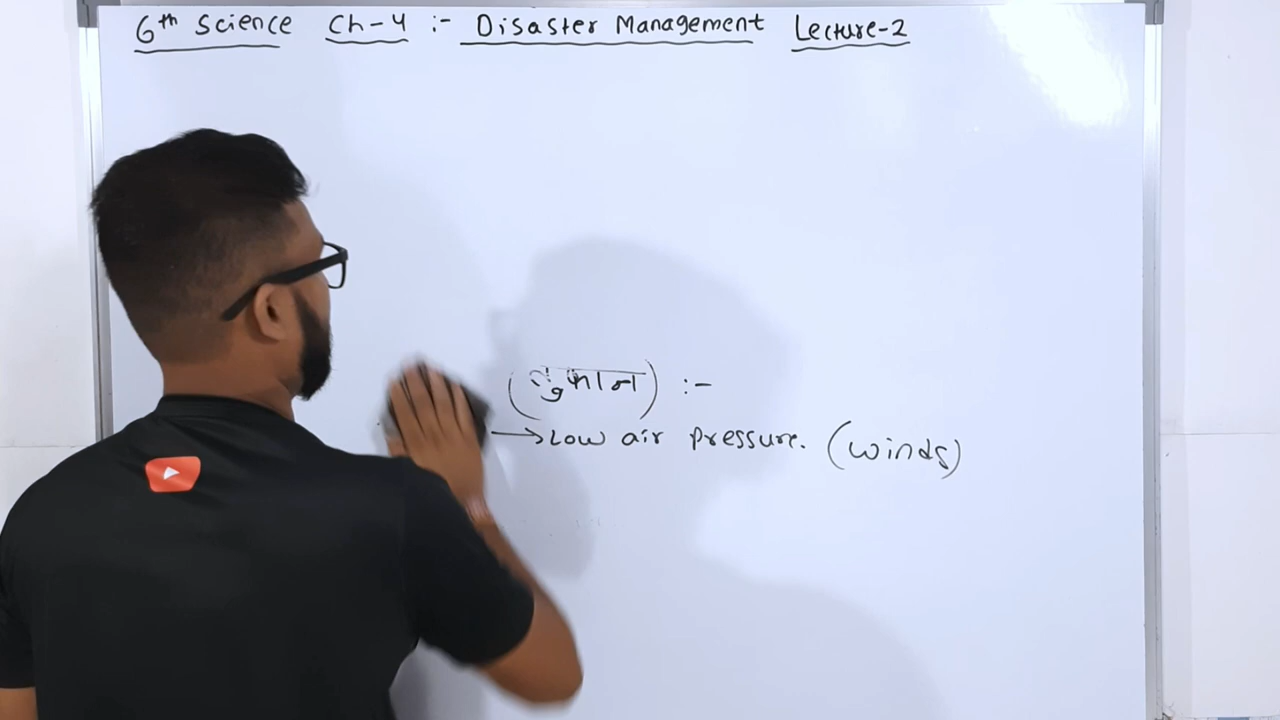 6th Science Ch-4 :- Disaster Management Lecture-2
:-
→Low air pressure. (winds)